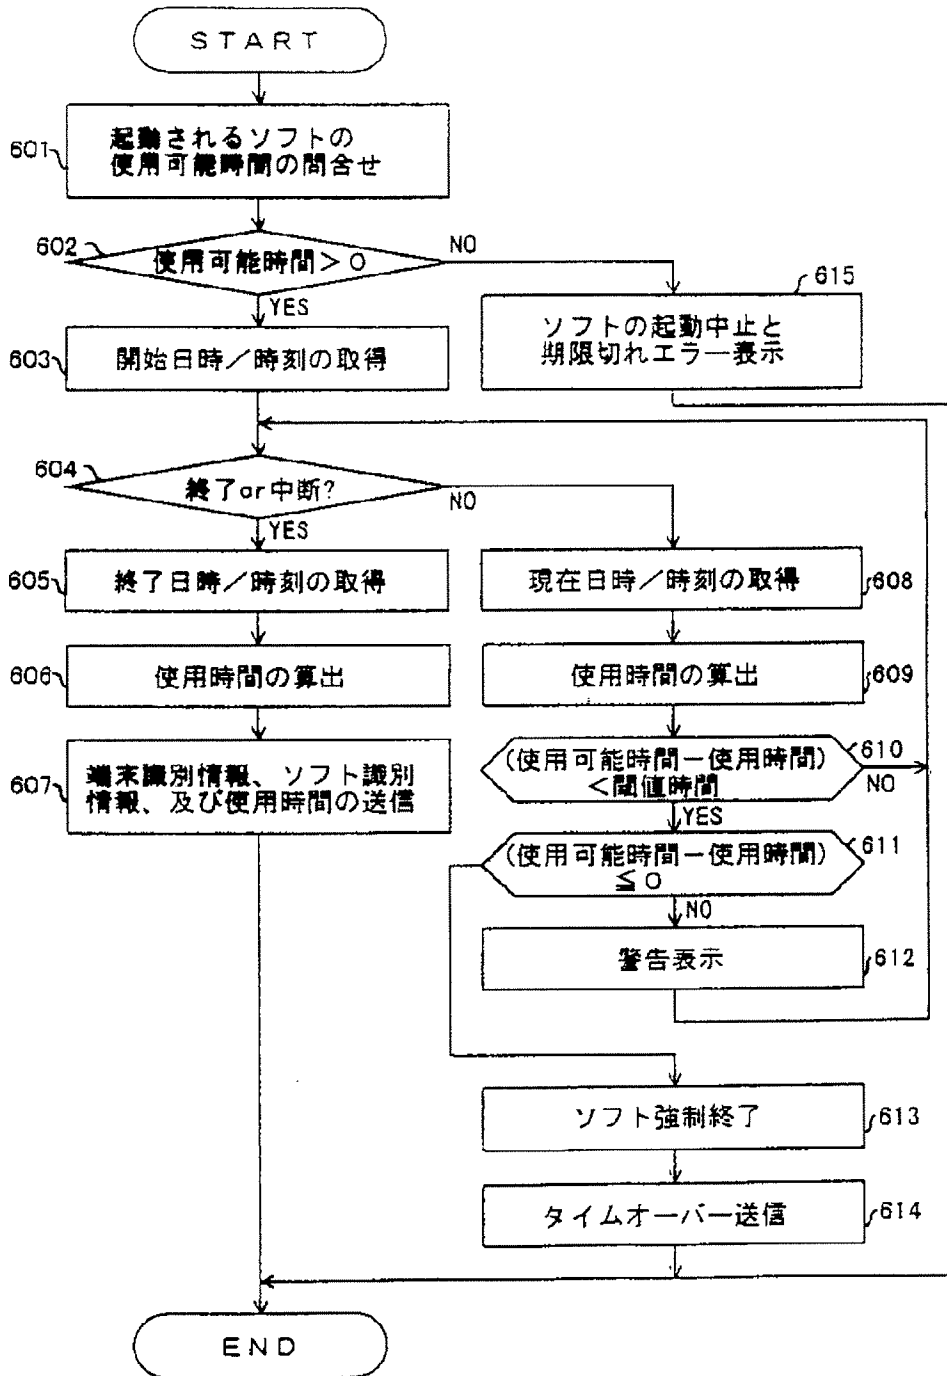 START
601
起動されるソフトの
使用可能時間の問合せ
602
使用可能時間>0
NO
YES
615
ソフトの起動中止と
期限切れエラー表示
603
開始日時/時刻の取得
604
終了or中断?
NO
YES
605
終了日時/時刻の取得
現在日時/時刻の取得
608
606
使用時間の算出
使用時間の算出
609
607
端末識別情報、ソフト識別
情報、及び使用時間の送信
(使用可能時間-使用時間)
<閾値時間
610
NO
YES
(使用可能時間-使用時間)
≦0
611
NO
警告表示
612
ソフト強制終了
613
タイムオーバー送信
614
END